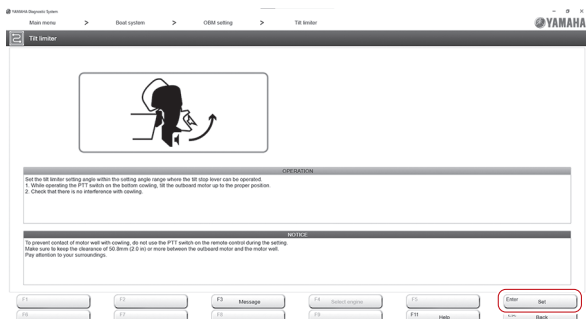 YAMAHA Diagnostic System
Main menu > Boat system > OBM setting > Tilt limiter
YAMAHA
Tilt limiter
OPERATION
Set the tilt limiter setting angle within the setting angle range where the tilt stop lever can be operated.
1. While operating the PTT switch on the bottom cowling, tilt the outboard motor up to the proper position.
2. Check that there is no interference with cowling.
NOTICE
To prevent contact of motor well with cowling, do not use the PTT switch on the remote control during the setting.
Make sure to keep the clearance of 50.8mm (2.0 in) or more between the outboard motor and the motor well.
Pay attention to your surroundings.
F1 F2 F3 Message F4 Select engine F5 Enter Set
F6 F7 F8 F9 F11 Help Back